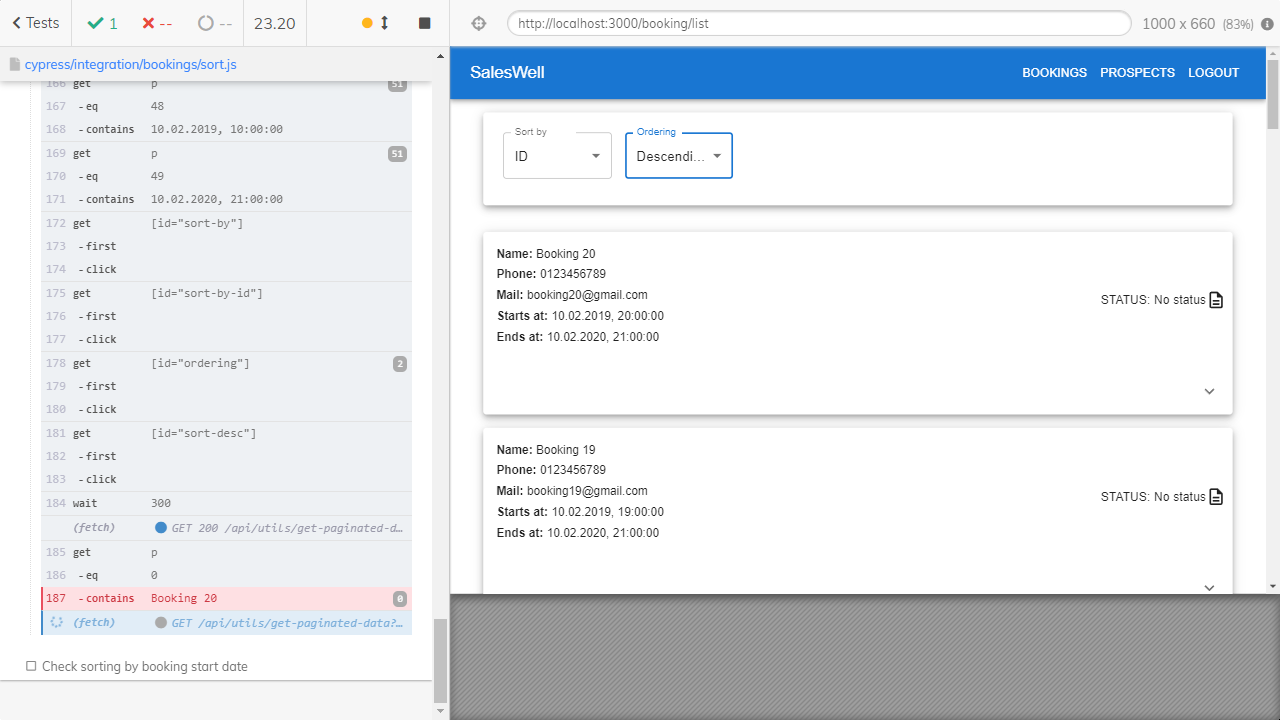 Tests 1 -- -- 23.20
cypress/integration/bookings/sort.js
166 get p 51
167 -eq 48
168 -contains 10.02.2019, 10:00:00
169 get p 51
170 -eq 49
171 -contains 10.02.2020, 21:00:00
172 get [id="sort-by"]
173 -first
174 -click
175 get [id="sort-by-id"]
176 -first
177 -click
178 get [id="ordering"] 2
179 -first
180 -click
181 get [id="sort-desc"]
182 -first
183 -click
184 wait 300
(fetch) GET 200 /api/utils/get-paginated-d…
185 get p
186 -eq 0
187 -contains Booking 20 0
(fetch) GET /api/utils/get-paginated-data?…
Check sorting by booking start date
http://localhost:3000/booking/list 1000 x 660 (83%)
SalesWell BOOKINGS PROSPECTS LOGOUT
Sort by Ordering
ID Descendi...
Name: Booking 20
Phone: 0123456789
Mail: booking20@gmail.com
STATUS: No status
Starts at: 10.02.2019, 20:00:00
Ends at: 10.02.2020, 21:00:00
Name: Booking 19
Phone: 0123456789
Mail: booking19@gmail.com
STATUS: No status
Starts at: 10.02.2019, 19:00:00
Ends at: 10.02.2020, 21:00:00